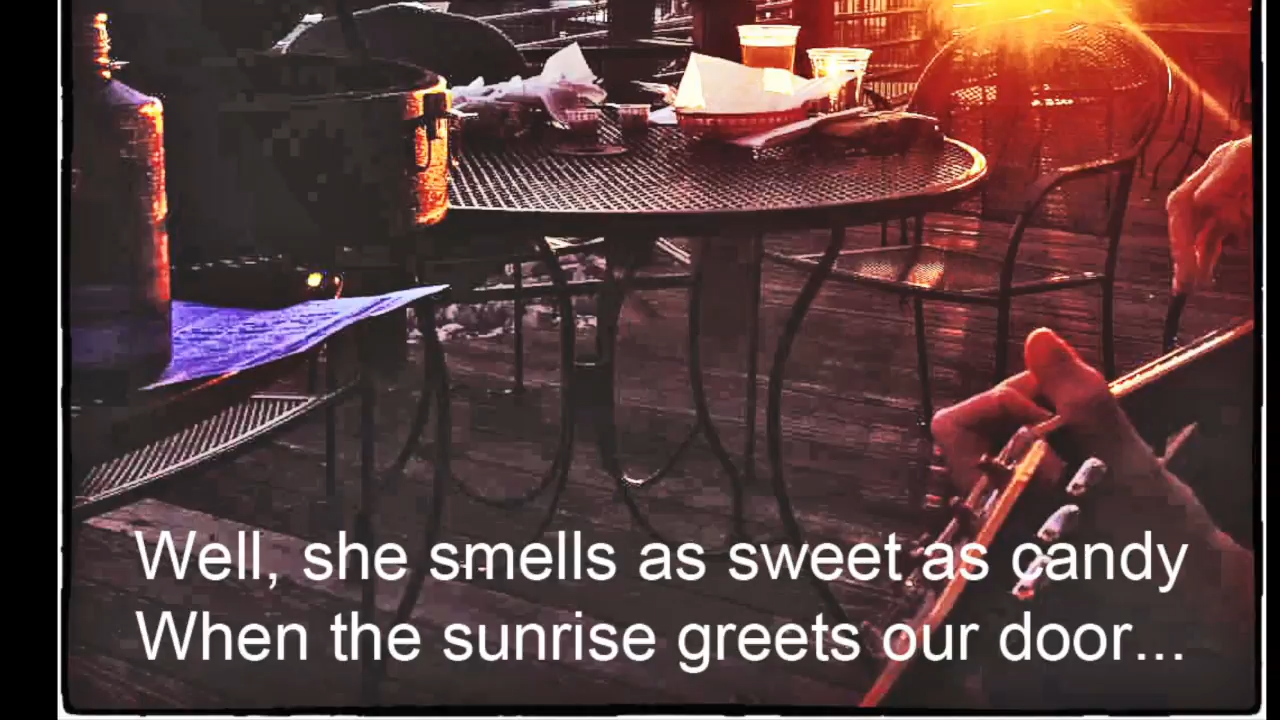 Well, she smells as sweet as candy
When the sunrise greets our door...